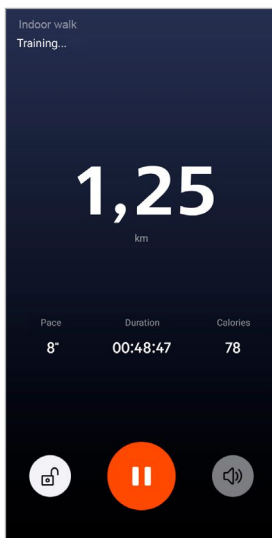 Indoor walk
Training...
1,25
km
Pace Duration Calories
8" 00:48:47 78